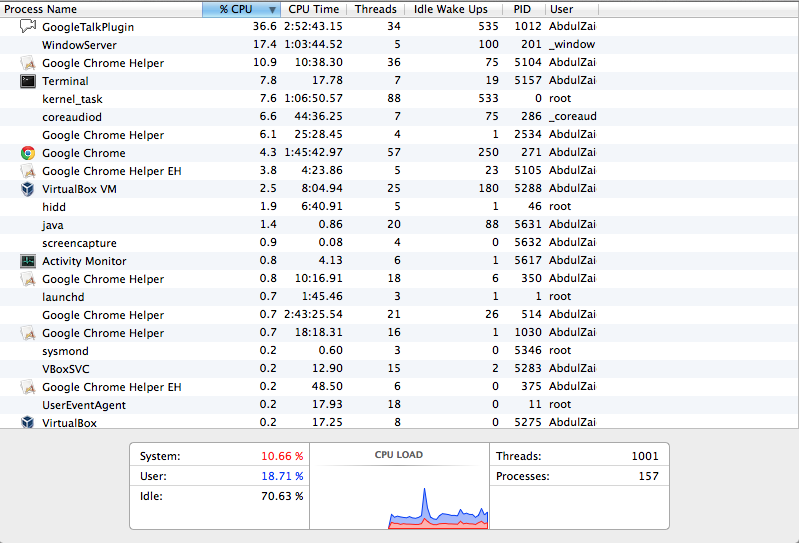 Process Name % CPU CPU Time Threads Idle Wake Ups PID User
GoogleTalkPlugin 36.6 2:52:43.15 34 535 1012 AbdulZai
WindowServer 17.4 1:03:44.52 5 100 201 _window
Google Chrome Helper 10.9 10:38.30 36 75 5104 AbdulZai
Terminal 7.8 17.78 7 19 5157 AbdulZai
kernel_task 7.6 1:06:50.57 88 533 0 root
coreaudiod 6.6 44:36.25 7 75 286 _coreaud
Google Chrome Helper 6.1 25:28.45 4 1 2534 AbdulZai
Google Chrome 4.3 1:45:42.97 57 250 271 AbdulZai
Google Chrome Helper EH 3.8 4:23.86 5 23 5105 AbdulZai
VirtualBox VM 2.5 8:04.94 25 180 5288 AbdulZai
hidd 1.9 6:40.91 5 1 46 root
java 1.4 0.86 20 88 5631 AbdulZai
screencapture 0.9 0.08 4 0 5632 AbdulZai
Activity Monitor 0.8 4.13 6 1 5617 AbdulZai
Google Chrome Helper 0.8 10:16.91 18 6 350 AbdulZai
launchd 0.7 1:45.46 3 1 1 root
Google Chrome Helper 0.7 2:43:25.54 21 26 514 AbdulZai
Google Chrome Helper 0.7 18:18.31 16 1 1030 AbdulZai
sysmond 0.2 0.60 3 0 5346 root
VBoxSVC 0.2 12.90 15 2 5283 AbdulZai
Google Chrome Helper EH 0.2 48.50 6 0 375 AbdulZai
UserEventAgent 0.2 17.93 18 0 11 root
VirtualBox 0.2 17.25 8 0 5275 AbdulZai
System: 10.66 % CPU LOAD Threads: 1001
User: 18.71 % Processes: 157
Idle: 70.63 %